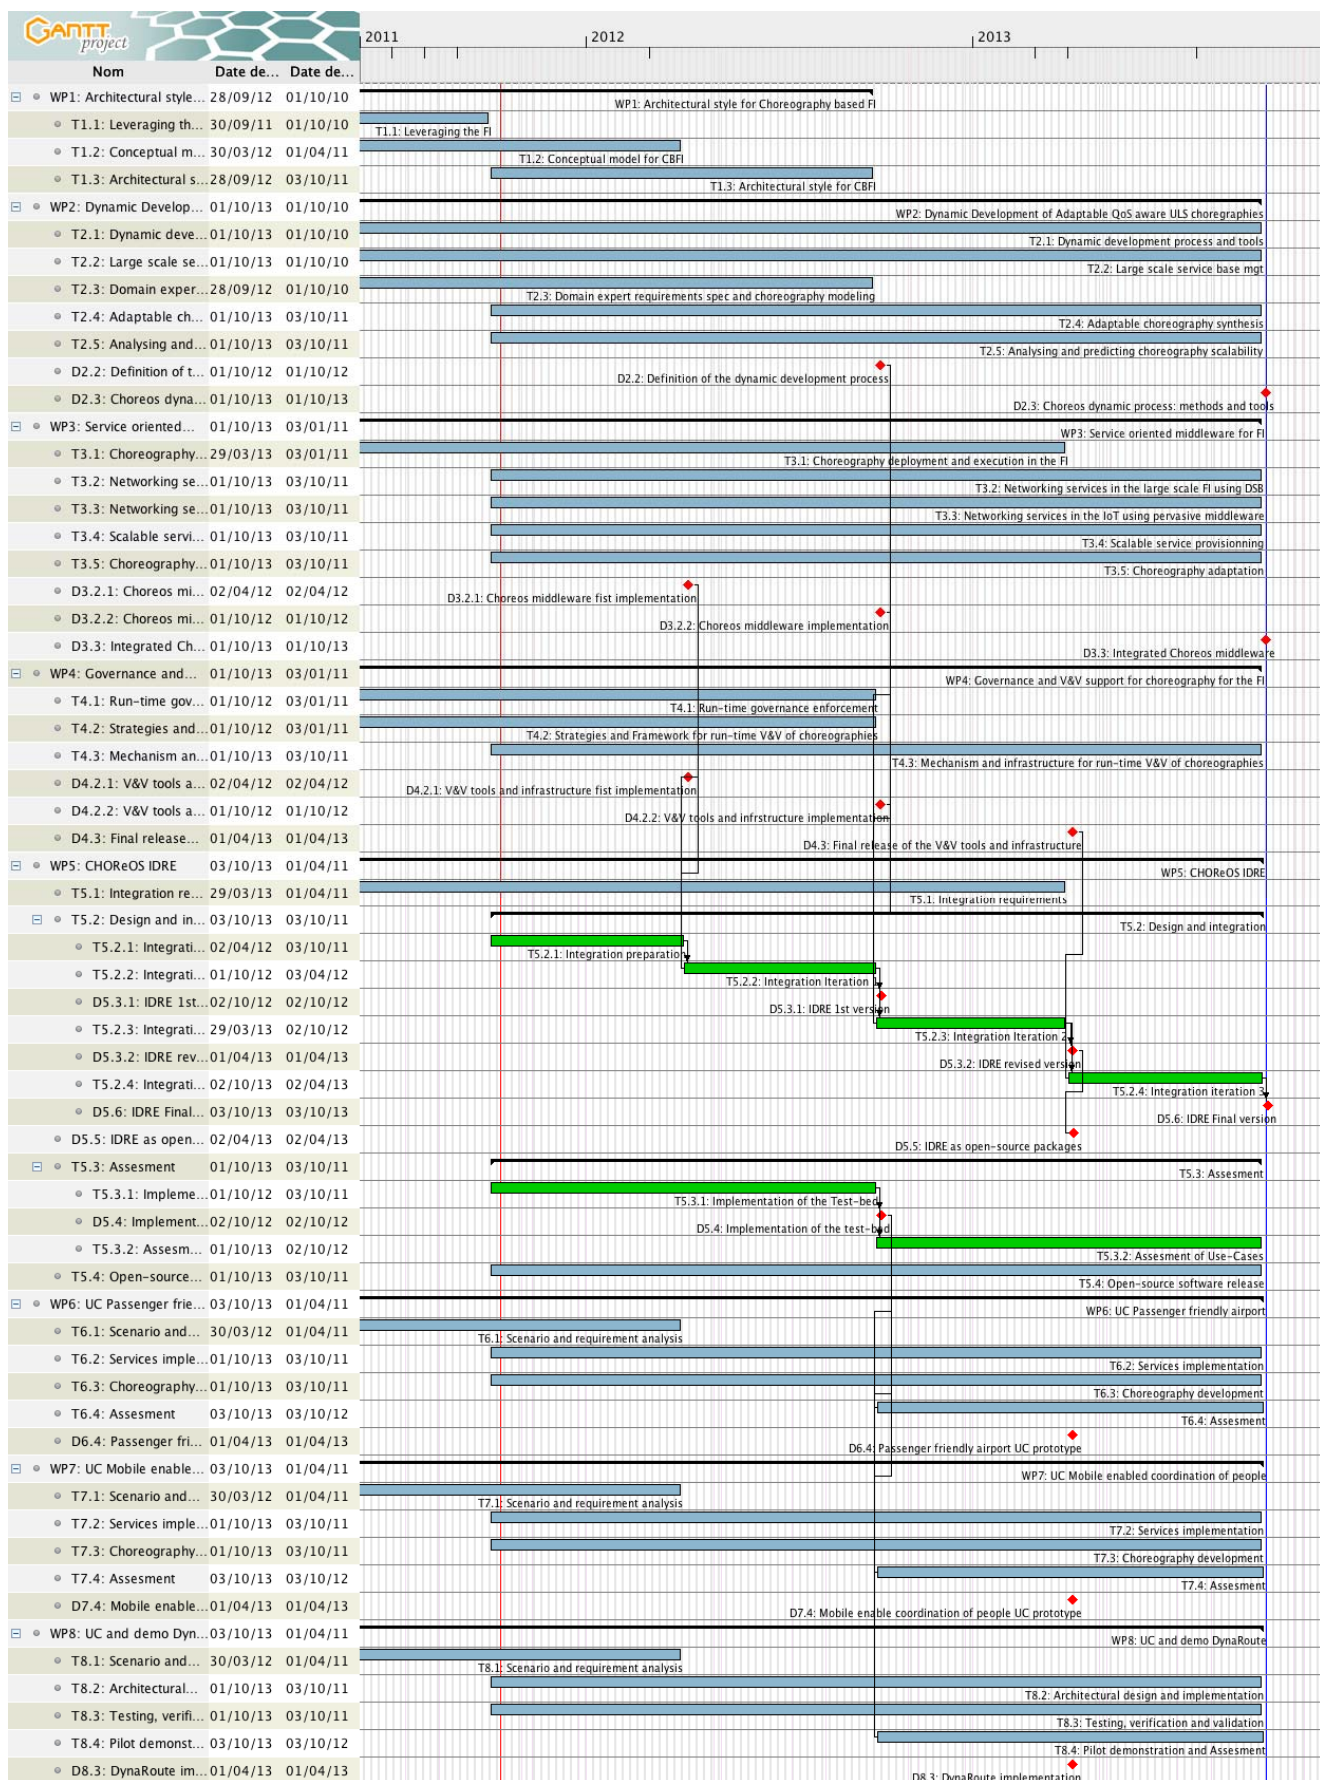 GANTT
project
2011 2012 2013
Nom Date de... Date de...
WP1: Architectural style... 28/09/12 01/10/10
WP1: Architectural style for Choreography based FI
T1.1: Leveraging th... 30/09/11 01/10/10
T1.1: Leveraging the FI
T1.2: Conceptual m... 30/03/12 01/04/11
T1.2: Conceptual model for CBFI
T1.3: Architectural s... 28/09/12 03/10/11
T1.3: Architectural style for CBFI
WP2: Dynamic Develop... 01/10/13 01/10/10
WP2: Dynamic Development of Adaptable QoS aware ULS choregraphies
T2.1: Dynamic deve... 01/10/13 01/10/10
T2.1: Dynamic development process and tools
T2.2: Large scale se... 01/10/13 01/10/10
T2.2: Large scale service base mgt
T2.3: Domain exper... 28/09/12 01/10/10
T2.3: Domain expert requirements spec and choreography modeling
T2.4: Adaptable ch... 01/10/13 03/10/11
T2.4: Adaptable choreography synthesis
T2.5: Analysing and... 01/10/13 03/10/11
T2.5: Analysing and predicting choreography scalability
D2.2: Definition of t... 01/10/12 01/10/12
D2.2: Definition of the dynamic development process
D2.3: Choreos dyna... 01/10/13 01/10/13
D2.3: Choreos dynamic process: methods and tools
WP3: Service oriented... 01/10/13 03/01/11
WP3: Service oriented middleware for FI
T3.1: Choreography... 29/03/13 03/01/11
T3.1: Choreography deployment and execution in the FI
T3.2: Networking se... 01/10/13 03/10/11
T3.2: Networking services in the large scale FI using DSB
T3.3: Networking se... 01/10/13 03/10/11
T3.3: Networking services in the IoT using pervasive middleware
T3.4: Scalable servi... 01/10/13 03/10/11
T3.4: Scalable service provisionning
T3.5: Choreography... 01/10/13 03/10/11
T3.5: Choreography adaptation
D3.2.1: Choreos mi... 02/04/12 02/04/12
D3.2.1: Choreos middleware fist implementation
D3.2.2: Choreos mi... 01/10/12 01/10/12
D3.2.2: Choreos middleware implementation
D3.3: Integrated Ch... 01/10/13 01/10/13
D3.3: Integrated Choreos middleware
WP4: Governance and... 01/10/13 03/01/11
WP4: Governance and V&V support for choreography for the FI
T4.1: Run-time gov... 01/10/12 03/01/11
T4.1: Run-time governance enforcement
T4.2: Strategies and... 01/10/12 03/01/11
T4.2: Strategies and Framework for run-time V&V of choreographies
T4.3: Mechanism an... 01/10/13 03/10/11
T4.3: Mechanism and infrastructure for run-time V&V of choreographies
D4.2.1: V&V tools a... 02/04/12 02/04/12
D4.2.1: V&V tools and infrastructure fist implementation
D4.2.2: V&V tools a... 01/10/12 01/10/12
D4.2.2: V&V tools and infrstructure implementation
D4.3: Final release... 01/04/13 01/04/13
D4.3: Final release of the V&V tools and infrastructure
WP5: CHOReOS IDRE 03/10/13 01/04/11
WP5: CHOReOS IDRE
T5.1: Integration re... 29/03/13 01/04/11
T5.1: Integration requirements
T5.2: Design and in... 03/10/13 03/10/11
T5.2: Design and integration
T5.2.1: Integrati... 02/04/12 03/10/11
T5.2.1: Integration preparation
T5.2.2: Integrati... 01/10/12 03/04/12
T5.2.2: Integration Iteration
D5.3.1: IDRE 1st... 02/10/12 02/10/12
D5.3.1: IDRE 1st version
T5.2.3: Integrati... 29/03/13 02/10/12
T5.2.3: Integration Iteration 2
D5.3.2: IDRE rev... 01/04/13 01/04/13
D5.3.2: IDRE revised version
T5.2.4: Integrati... 02/10/13 02/04/13
T5.2.4: Integration iteration 3
D5.6: IDRE Final... 03/10/13 03/10/13
D5.6: IDRE Final version
D5.5: IDRE as open... 02/04/13 02/04/13
D5.5: IDRE as open-source packages
T5.3: Assesment 01/10/13 03/10/11
T5.3: Assesment
T5.3.1: Impleme... 01/10/12 03/10/11
T5.3.1: Implementation of the Test-bed
D5.4: Implement... 02/10/12 02/10/12
D5.4: Implementation of the test-bad
T5.3.2: Assesm... 01/10/13 02/10/12
T5.3.2: Assesment of Use-Cases
T5.4: Open-source... 01/10/13 03/10/11
T5.4: Open-source software release
WP6: UC Passenger frie... 03/10/13 01/04/11
WP6: UC Passenger friendly airport
T6.1: Scenario and... 30/03/12 01/04/11
T6.1: Scenario and requirement analysis
T6.2: Services imple... 01/10/13 03/10/11
T6.2: Services implementation
T6.3: Choreography... 01/10/13 03/10/11
T6.3: Choreography development
T6.4: Assesment 03/10/13 03/10/12
T6.4: Assesment
D6.4: Passenger fri... 01/04/13 01/04/13
D6.4: Passenger friendly airport UC prototype
WP7: UC Mobile enable... 03/10/13 01/04/11
WP7: UC Mobile enabled coordination of people
T7.1: Scenario and... 30/03/12 01/04/11
T7.1: Scenario and requirement analysis
T7.2: Services imple... 01/10/13 03/10/11
T7.2: Services implementation
T7.3: Choreography... 01/10/13 03/10/11
T7.3: Choreography development
T7.4: Assesment 03/10/13 03/10/12
T7.4: Assesment
D7.4: Mobile enable... 01/04/13 01/04/13
D7.4: Mobile enable coordination of people UC prototype
WP8: UC and demo Dyn... 03/10/13 01/04/11
WP8: UC and demo DynaRoute
T8.1: Scenario and... 30/03/12 01/04/11
T8.1: Scenario and requirement analysis
T8.2: Architectural... 01/10/13 03/10/11
T8.2: Architectural design and implementation
T8.3: Testing, verifi... 01/10/13 03/10/11
T8.3: Testing, verification and validation
T8.4: Pilot demonst... 03/10/13 03/10/12
T8.4: Pilot demonstration and Assesment
D8.3: DynaRoute im... 01/04/13 01/04/13
D8.3: DynaRoute implementation